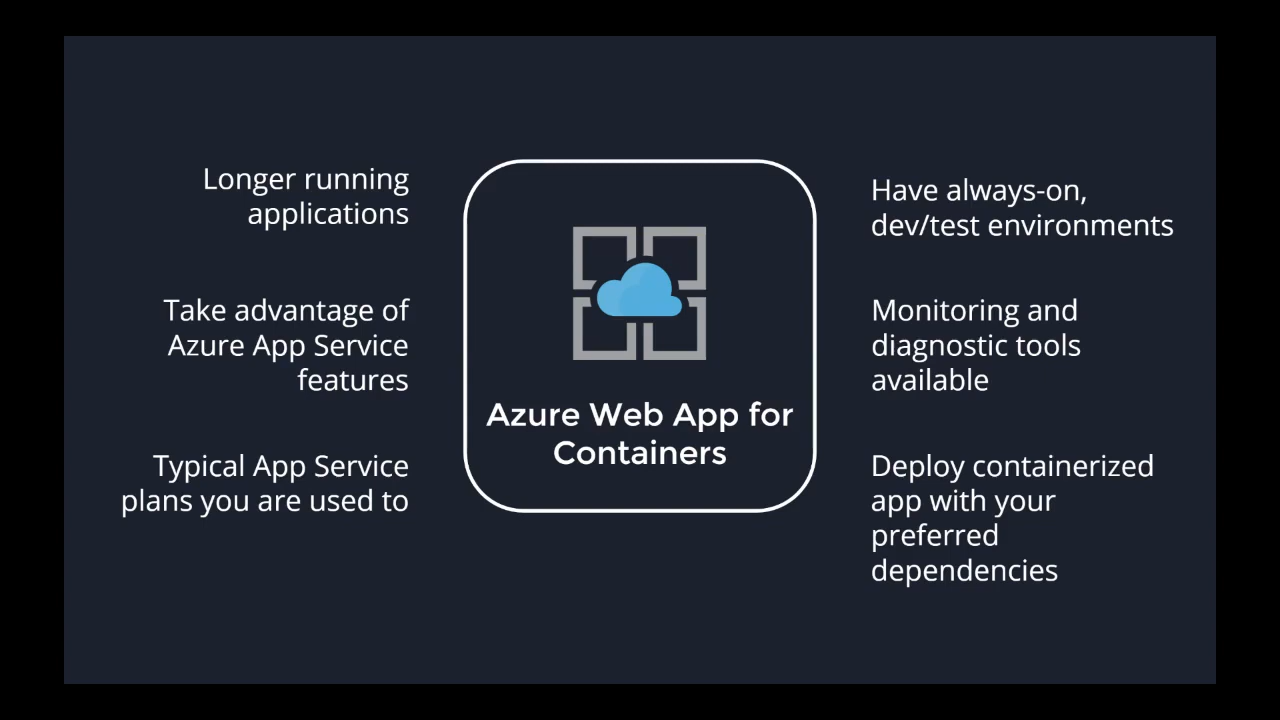 Longer running
applications
Take advantage of
Azure App Service
features
Typical App Service
plans you are used to
Azure Web App for
Containers
Have always-on,
dev/test environments
Monitoring and
diagnostic tools
available
Deploy containerized
app with your
preferred
dependencies